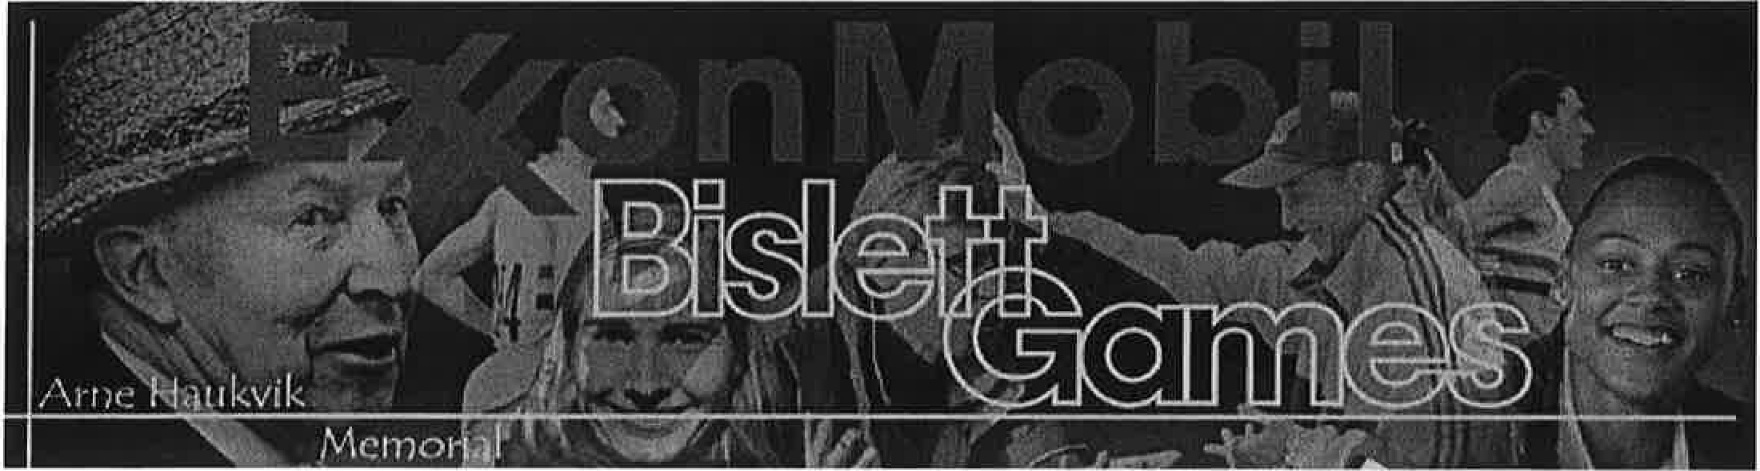 ExxonMobil
Bislett
Games
Arne Haukvik
Memorial